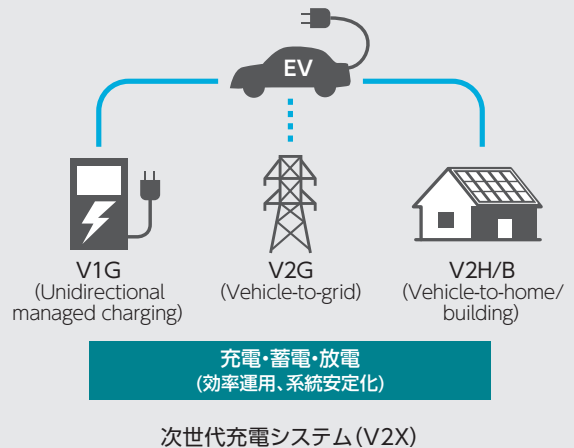 EV
V1G
(Unidirectional
managed charging)
V2G
(Vehicle-to-grid)
V2H/B
(Vehicle-to-home/
building)
充電・蓄電・放電
(効率運用、系統安定化)
次世代充電システム(V2X)